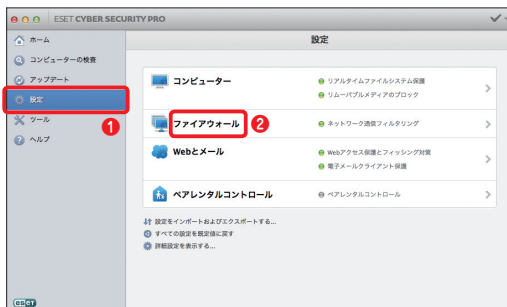 ESET CYBER SECURITY PRO
ホーム
コンピューターの検査
アップデート
設定
ツール
ヘルプ
1
設定
コンピューター
リアルタイムファイルシステム保護
リムーバブルメディアのブロック
ファイアウォール
2
ネットワーク通信フィルタリング
Webとメール
Webアクセス保護とフィッシング対策
電子メールクライアント保護
ペアレンタルコントロール
ペアレンタルコントロール
設定をインポートおよびエクスポートする...
すべての設定を既定値に戻す
詳細設定を表示する...
eset